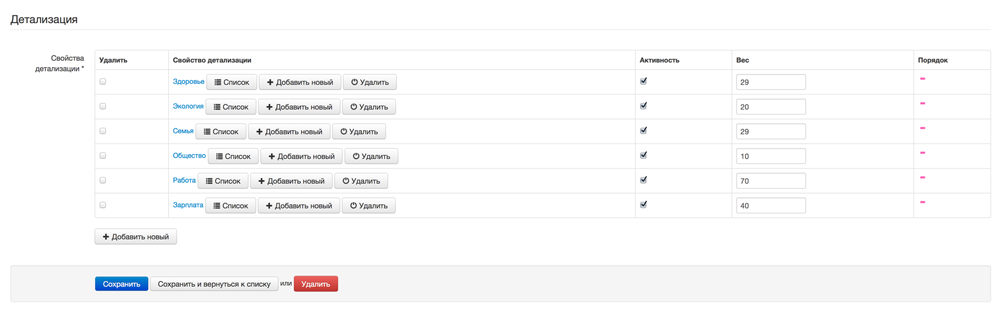 Детализация
Свойства детализации *
Удалить Свойство детализации Активность Вес Порядок
Здоровье Список Добавить новый Удалить 29
Экология Список Добавить новый Удалить 20
Семья Список Добавить новый Удалить 29
Общество Список Добавить новый Удалить 10
Работа Список Добавить новый Удалить 70
Зарплата Список Добавить новый Удалить 40
Добавить новый
Сохранить Сохранить и вернуться к списку или Удалить